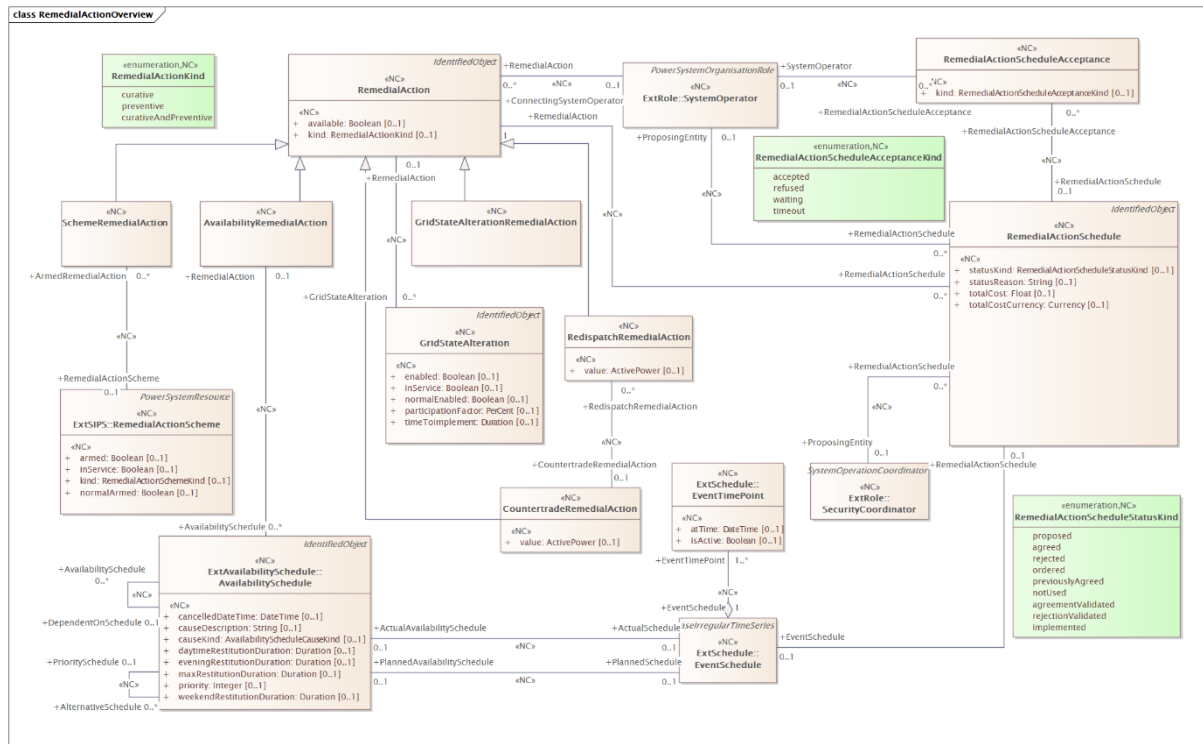 class RemedialActionOverview
«enumeration,NC»
RemedialActionKind
curative
preventive
curativeAndPreventive
IdentifiedObject
«NC»
RemedialAction
«NC»
+ available: Boolean [0..1]
+ kind: RemedialActionKind [0..1]
+RemedialAction
0..*
«NC»
0..1
+ConnectingSystemOperator
+RemedialAction
1
PowerSystemOrganisationRole
«NC»
ExtRole::SystemOperator
+SystemOperator
0..1
«NC»
0..*
+RemedialActionScheduleAcceptance
«NC»
RemedialActionScheduleAcceptance
«NC»
+ kind: RemedialActionScheduleAcceptanceKind [0..1]
0..*
+RemedialActionScheduleAcceptance
«NC»
+RemedialActionSchedule
0..1
+ProposingEntity
0..1
«NC»
+RemedialActionSchedule
0..*
«enumeration,NC»
RemedialActionScheduleAcceptanceKind
accepted
refused
waiting
timeout
«NC»
+RemedialActionSchedule
0..*
0..1
+RemedialAction
«NC»
SchemeRemedialAction
«NC»
AvailabilityRemedialAction
«NC»
GridStateAlterationRemedialAction
IdentifiedObject
«NC»
RemedialActionSchedule
«NC»
+ statusKind: RemedialActionScheduleStatusKind [0..1]
+ statusReason: String [0..1]
+ totalCost: Float [0..1]
+ totalCostCurrency: Currency [0..1]
+ArmedRemedialAction
0..*
«NC»
+RemedialActionScheme
0..1
+RemedialAction
0..1
«NC»
+AvailabilitySchedule 0..*
«NC»
+GridStateAlteration
0..*
IdentifiedObject
«NC»
GridStateAlteration
«NC»
+ enabled: Boolean [0..1]
+ inService: Boolean [0..1]
+ normalEnabled: Boolean [0..1]
+ participationFactor: PerCent [0..1]
+ timeToImplement: Duration [0..1]
«NC»
RedispatchRemedialAction
+ value: ActivePower [0..1]
0..*
+RedispatchRemedialAction
«NC»
+CountertradeRemedialAction
0..1
PowerSystemResource
«NC»
ExtSIPS::RemedialActionScheme
«NC»
+ armed: Boolean [0..1]
+ inService: Boolean [0..1]
+ kind: RemedialActionSchemeKind [0..1]
+ normalArmed: Boolean [0..1]
«NC»
CountertradeRemedialAction
+ value: ActivePower [0..1]
«NC»
ExtSchedule::
EventTimePoint
«NC»
+ atTime: DateTime [0..1]
+ isActive: Boolean [0..1]
+EventTimePoint
1..*
«NC»
+EventSchedule
1
0..*
«NC»
+ProposingEntity
0..1
SystemOperationCoordinator
«NC»
ExtRole::
SecurityCoordinator
0..1
+RemedialActionSchedule
«NC»
+EventSchedule
0..1
«enumeration,NC»
RemedialActionScheduleStatusKind
proposed
agreed
rejected
ordered
previouslyAgreed
notUsed
agreementValidated
rejectionValidated
implemented
+AvailabilitySchedule
0..*
«NC»
+DependentOnSchedule 0..1
+PrioritySchedule 0..1
«NC»
+AlternativeSchedule 0..*
IdentifiedObject
«NC»
ExtAvailabilitySchedule::
AvailabilitySchedule
«NC»
+ cancelledDateTime: DateTime [0..1]
+ causeDescription: String [0..1]
+ causeKind: AvailabilityScheduleCauseKind [0..1]
+ daytimeRestitutionDuration: Duration [0..1]
+ eveningRestitutionDuration: Duration [0..1]
+ maxRestitutionDuration: Duration [0..1]
+ priority: Integer [0..1]
+ weekendRestitutionDuration: Duration [0..1]
+ActualAvailabilitySchedule
0..1
«NC»
+ActualSchedule
0..1
+PlannedAvailabilitySchedule
0..1
«NC»
+PlannedSchedule
0..1
aseIrregularTimeSeries
«NC»
ExtSchedule::
EventSchedule